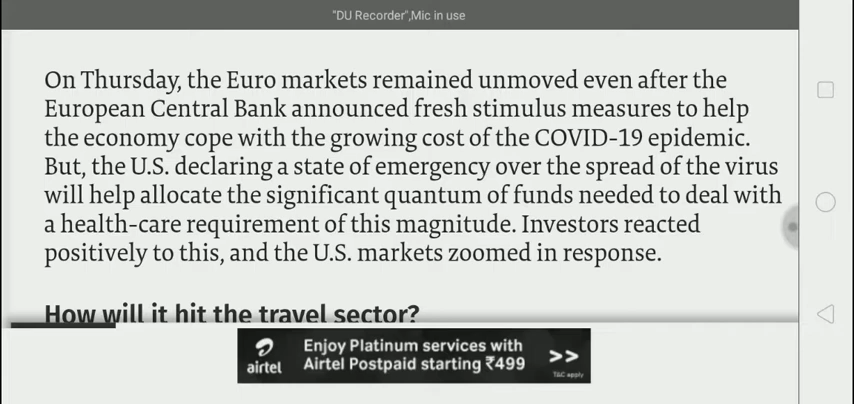 "DU Recorder",Mic in use
On Thursday, the Euro markets remained unmoved even after the
European Central Bank announced fresh stimulus measures to help
the economy cope with the growing cost of the COVID-19 epidemic.
But, the U.S. declaring a state of emergency over the spread of the virus
will help allocate the significant quantum of funds needed to deal with
a health-care requirement of this magnitude. Investors reacted
positively to this, and the U.S. markets zoomed in response.
How will it hit the travel sector?
airtel
Enjoy Platinum services with
Airtel Postpaid starting ₹499
>>
T&C apply